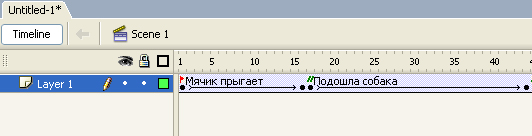 Untitled-1*
Timeline
Scene 1
1 5 10 15 20 25 30 35 40
Layer 1
Мячик прыгает
Подошла собака